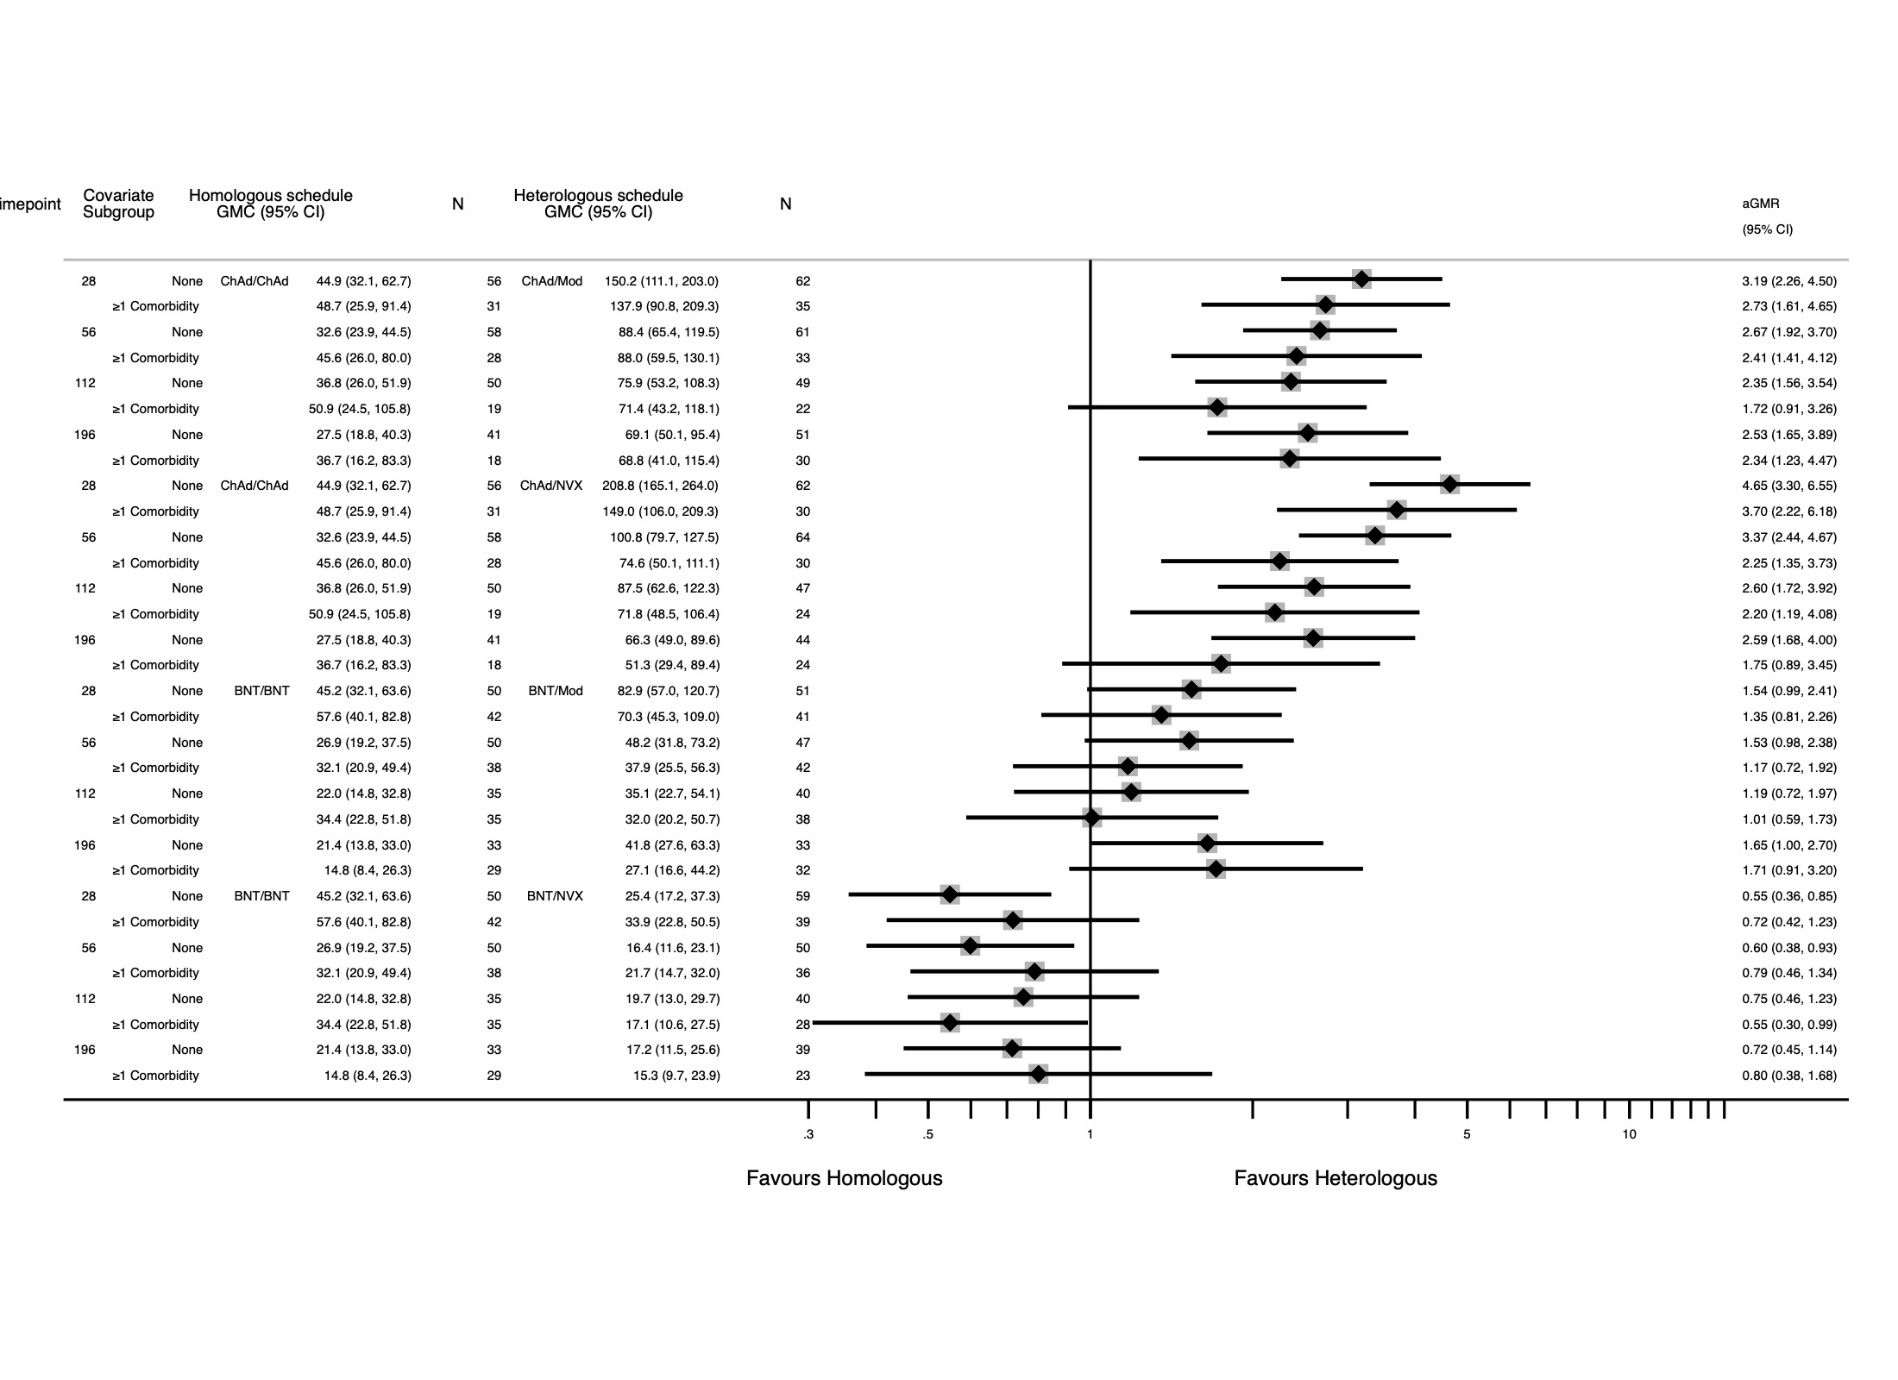 imepoint Covariate Subgroup Homologous schedule GMC (95% CI) N Heterologous schedule GMC (95% CI) N aGMR (95% CI)
28 None ChAd/ChAd 44.9 (32.1, 62.7) 56 ChAd/Mod 150.2 (111.1, 203.0) 62 3.19 (2.26, 4.50)
≥1 Comorbidity 48.7 (25.9, 91.4) 31 137.9 (90.8, 209.3) 35 2.73 (1.61, 4.65)
56 None 32.6 (23.9, 44.5) 58 88.4 (65.4, 119.5) 61 2.67 (1.92, 3.70)
≥1 Comorbidity 45.6 (26.0, 80.0) 28 88.0 (59.5, 130.1) 33 2.41 (1.41, 4.12)
112 None 36.8 (26.0, 51.9) 50 75.9 (53.2, 108.3) 49 2.35 (1.56, 3.54)
≥1 Comorbidity 50.9 (24.5, 105.8) 19 71.4 (43.2, 118.1) 22 1.72 (0.91, 3.26)
196 None 27.5 (18.8, 40.3) 41 69.1 (50.1, 95.4) 51 2.53 (1.65, 3.89)
≥1 Comorbidity 36.7 (16.2, 83.3) 18 68.8 (41.0, 115.4) 30 2.34 (1.23, 4.47)
28 None ChAd/ChAd 44.9 (32.1, 62.7) 56 ChAd/NVX 208.8 (165.1, 264.0) 62 4.65 (3.30, 6.55)
≥1 Comorbidity 48.7 (25.9, 91.4) 31 149.0 (106.0, 209.3) 30 3.70 (2.22, 6.18)
56 None 32.6 (23.9, 44.5) 58 100.8 (79.7, 127.5) 64 3.37 (2.44, 4.67)
≥1 Comorbidity 45.6 (26.0, 80.0) 28 74.6 (50.1, 111.1) 30 2.25 (1.35, 3.73)
112 None 36.8 (26.0, 51.9) 50 87.5 (62.6, 122.3) 47 2.60 (1.72, 3.92)
≥1 Comorbidity 50.9 (24.5, 105.8) 19 71.8 (48.5, 106.4) 24 2.20 (1.19, 4.08)
196 None 27.5 (18.8, 40.3) 41 66.3 (49.0, 89.6) 44 2.59 (1.68, 4.00)
≥1 Comorbidity 36.7 (16.2, 83.3) 18 51.3 (29.4, 89.4) 24 1.75 (0.89, 3.45)
28 None BNT/BNT 45.2 (32.1, 63.6) 50 BNT/Mod 82.9 (57.0, 120.7) 51 1.54 (0.99, 2.41)
≥1 Comorbidity 57.6 (40.1, 82.8) 42 70.3 (45.3, 109.0) 41 1.35 (0.81, 2.26)
56 None 26.9 (19.2, 37.5) 50 48.2 (31.8, 73.2) 47 1.53 (0.98, 2.38)
≥1 Comorbidity 32.1 (20.9, 49.4) 38 37.9 (25.5, 56.3) 42 1.17 (0.72, 1.92)
112 None 22.0 (14.8, 32.8) 35 35.1 (22.7, 54.1) 40 1.19 (0.72, 1.97)
≥1 Comorbidity 34.4 (22.8, 51.8) 35 32.0 (20.2, 50.7) 38 1.01 (0.59, 1.73)
196 None 21.4 (13.8, 33.0) 33 41.8 (27.6, 63.3) 33 1.65 (1.00, 2.70)
≥1 Comorbidity 14.8 (8.4, 26.3) 29 27.1 (16.6, 44.2) 32 1.71 (0.91, 3.20)
28 None BNT/BNT 45.2 (32.1, 63.6) 50 BNT/NVX 25.4 (17.2, 37.3) 59 0.55 (0.36, 0.85)
≥1 Comorbidity 57.6 (40.1, 82.8) 42 33.9 (22.8, 50.5) 39 0.72 (0.42, 1.23)
56 None 26.9 (19.2, 37.5) 50 16.4 (11.6, 23.1) 50 0.60 (0.38, 0.93)
≥1 Comorbidity 32.1 (20.9, 49.4) 38 21.7 (14.7, 32.0) 36 0.79 (0.46, 1.34)
112 None 22.0 (14.8, 32.8) 35 19.7 (13.0, 29.7) 40 0.75 (0.46, 1.23)
≥1 Comorbidity 34.4 (22.8, 51.8) 35 17.1 (10.6, 27.5) 28 0.55 (0.30, 0.99)
196 None 21.4 (13.8, 33.0) 33 17.2 (11.5, 25.6) 39 0.72 (0.45, 1.14)
≥1 Comorbidity 14.8 (8.4, 26.3) 29 15.3 (9.7, 23.9) 23 0.80 (0.38, 1.68)
.3 .5 1 5 10
Favours Homologous Favours Heterologous